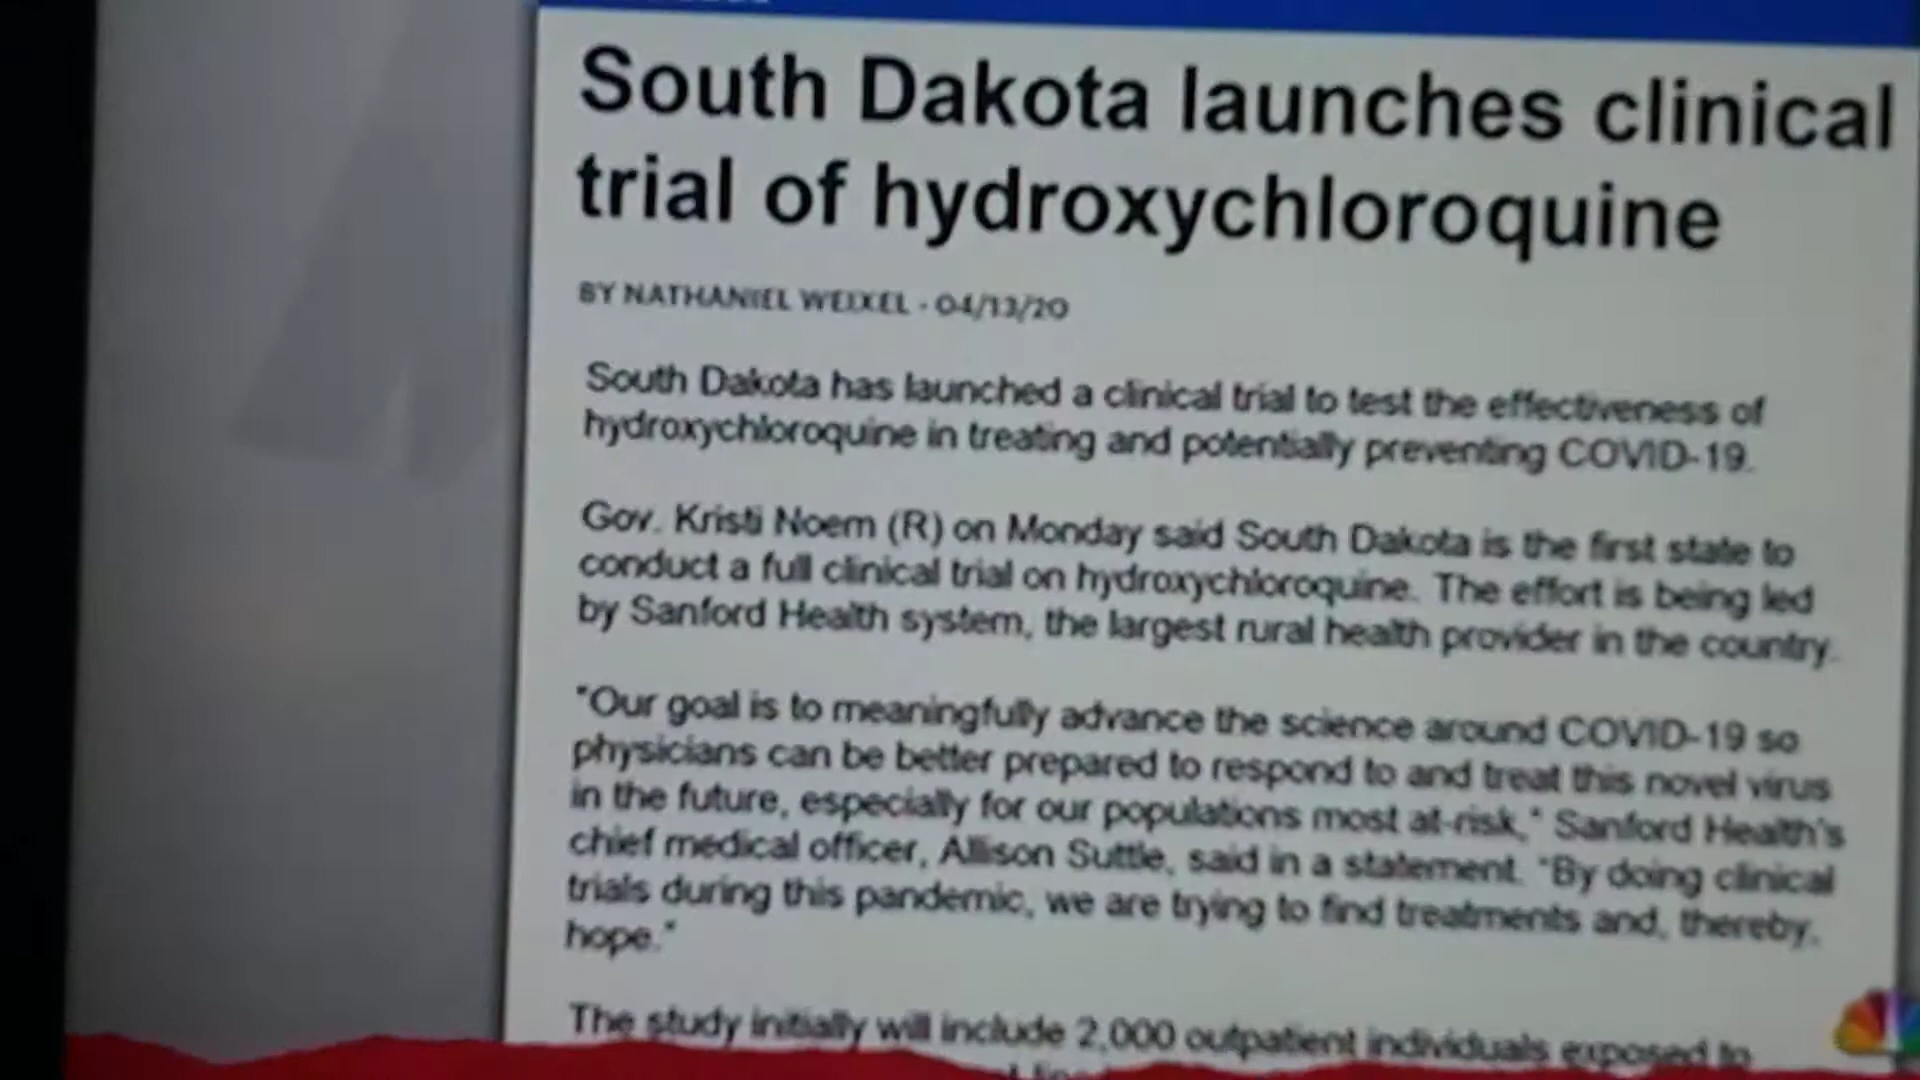 South Dakota launches clinical
trial of hydroxychloroquine
BY NATHANIEL WEIXEL - 04/13/20
South Dakota has launched a clinical trial to test the effectiveness of
hydroxychloroquine in treating and potentially preventing COVID-19.
Gov. Kristi Noem (R) on Monday said South Dakota is the first state to
conduct a full clinical trial on hydroxychloroquine. The effort is being led
by Sanford Health system, the largest rural health provider in the country.
"Our goal is to meaningfully advance the science around COVID-19 so
physicians can be better prepared to respond to and treat this novel virus
in the future, especially for our populations most at-risk," Sanford Health's
chief medical officer, Allison Suttle, said in a statement. "By doing clinical
trials during this pandemic, we are trying to find treatments and, thereby,
hope."
The study initially will include 2,000 outpatient individuals exposed to